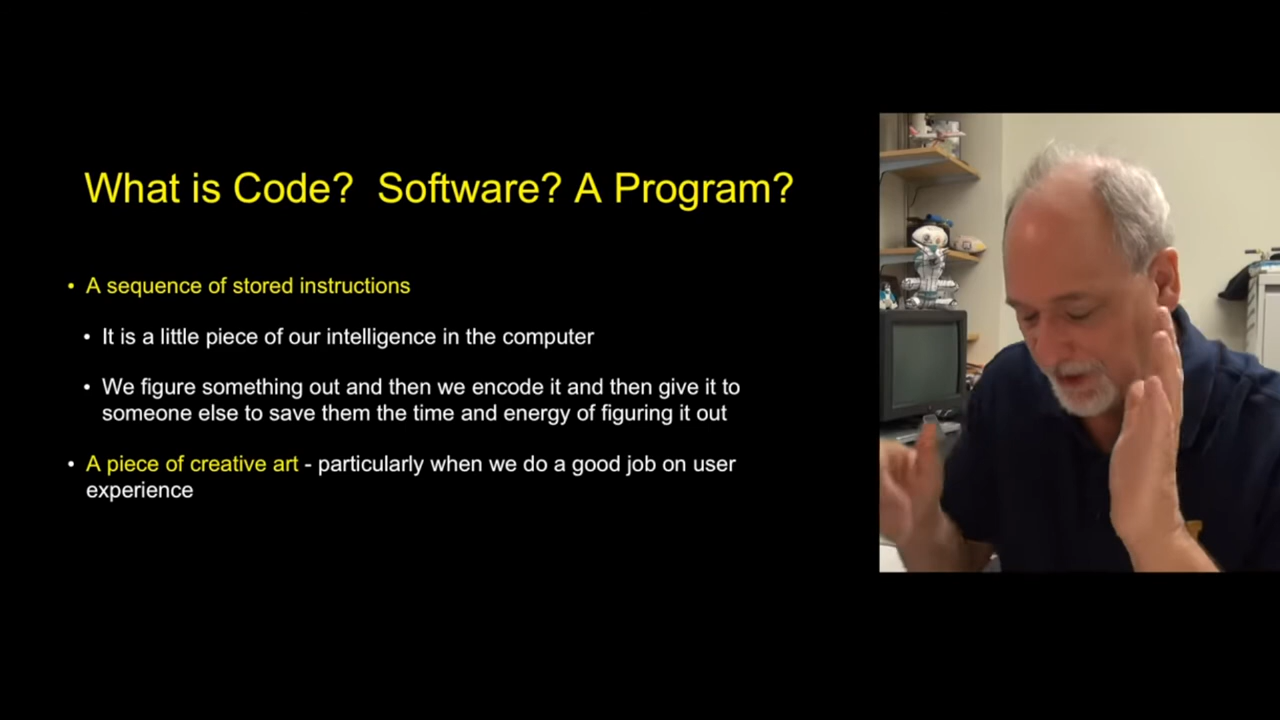 What is Code? Software? A Program?
• A sequence of stored instructions
• It is a little piece of our intelligence in the computer
• We figure something out and then we encode it and then give it to
someone else to save them the time and energy of figuring it out
• A piece of creative art - particularly when we do a good job on user
experience